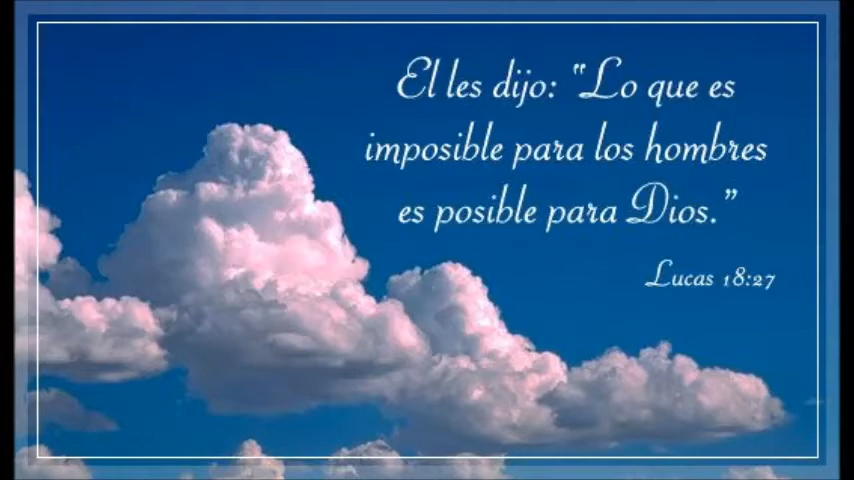 El les dijo: "Lo que es
imposible para los hombres
es posible para Dios."
Lucas 18:27